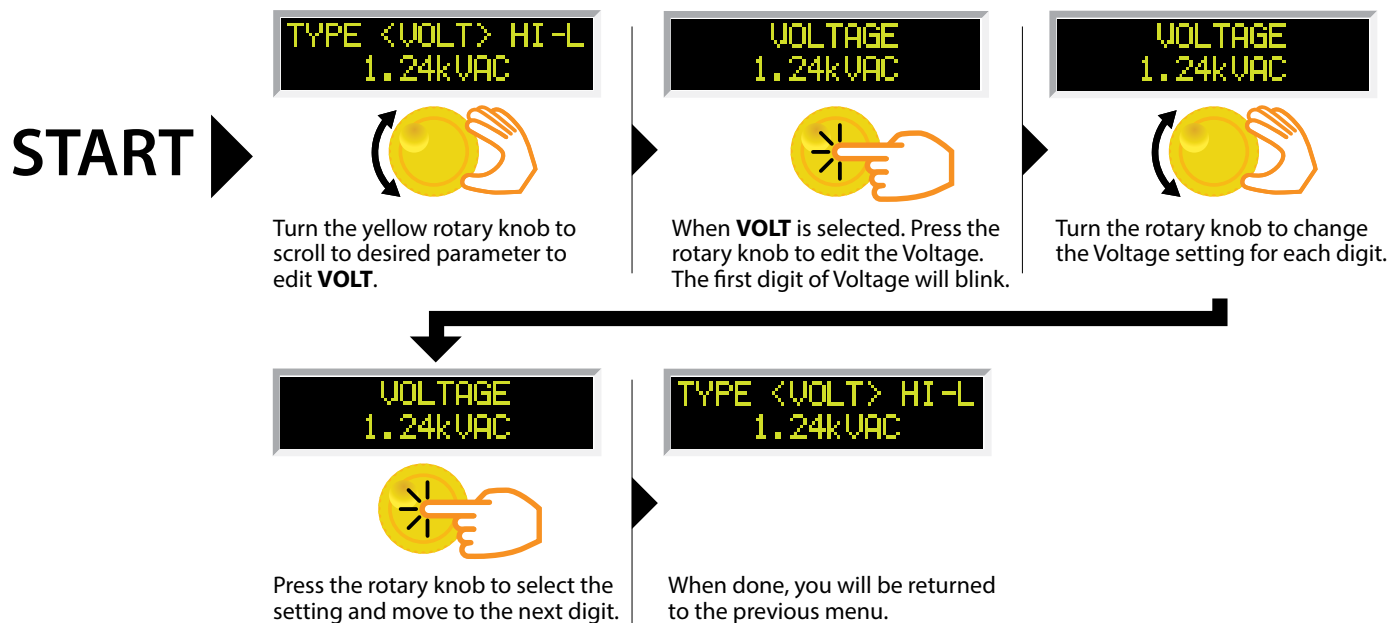 START
TYPE <VOLT> HI-L
1.24kVAC
Turn the yellow rotary knob to
scroll to desired parameter to
edit VOLT.
VOLTAGE
1.24kVAC
When VOLT is selected. Press the
rotary knob to edit the Voltage.
The first digit of Voltage will blink.
VOLTAGE
1.24kVAC
Turn the rotary knob to change
the Voltage setting for each digit.
VOLTAGE
1.24kVAC
Press the rotary knob to select the
setting and move to the next digit.
TYPE <VOLT> HI-L
1.24kVAC
When done, you will be returned
to the previous menu.